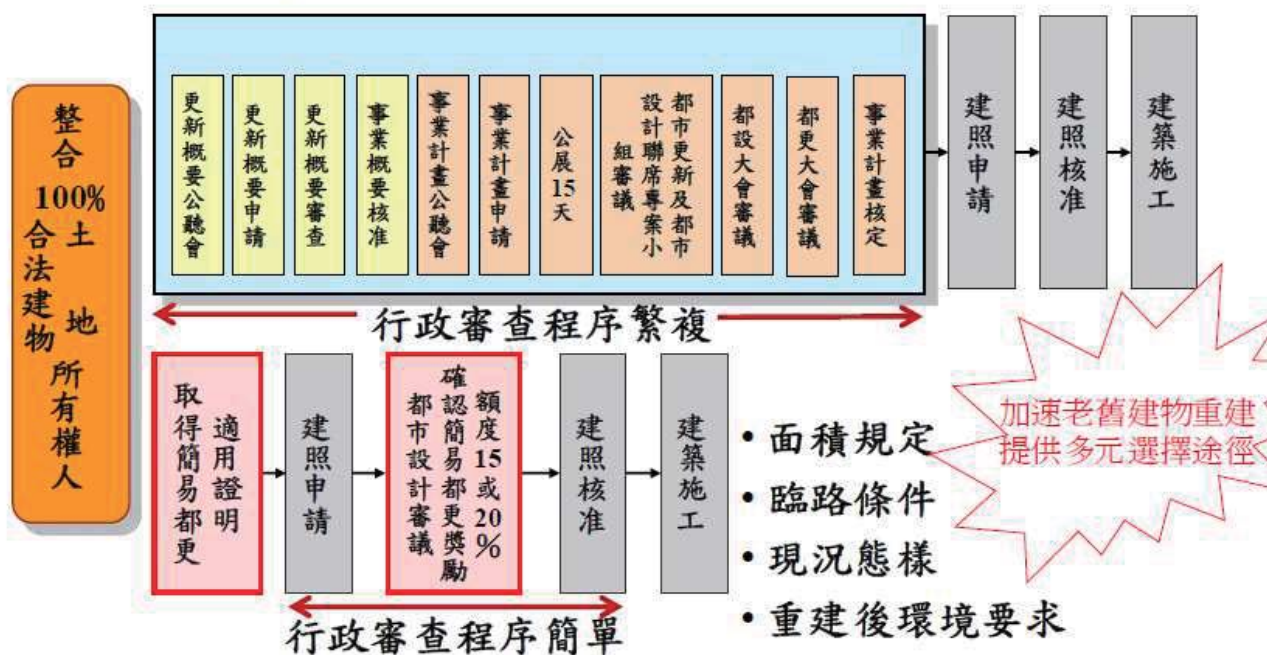 整合
100%
土地
合法建物
所有權人
更新概要公聽會
更新概要申請
更新概要審查
事業概要核准
事業計畫公聽會
事業計畫申請
公展15天
都市更新及都市
設計聯席專案小
組審議
都設大會審議
都更大會審議
事業計畫核定
建照申請
建照核准
建築施工
行政審查程序繁複
取得簡易都更
適用證明
建照申請
都市設計審議
確認簡易都更獎勵
額度15或20%
建照核准
建築施工
行政審查程序簡單
• 面積規定
• 臨路條件
• 現況態樣
• 重建後環境要求
加速老舊建物重建
提供多元選擇途徑